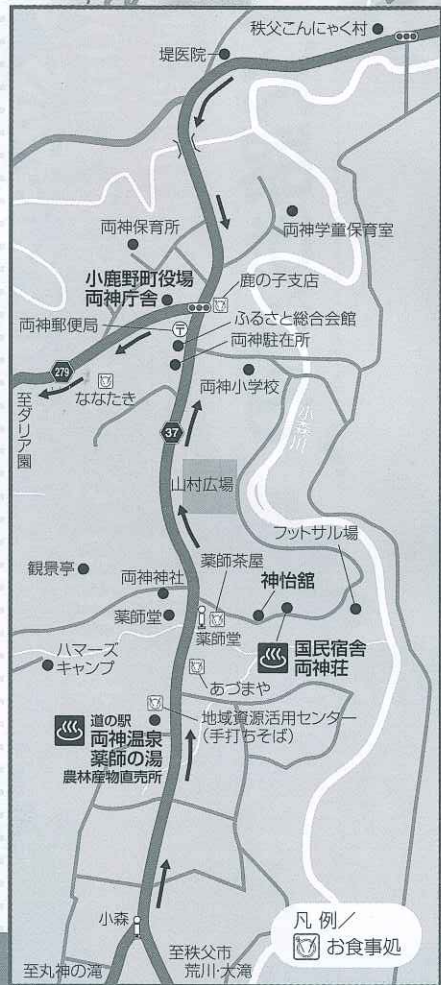 秩父こんにゃく村
堤医院
両神保育所
両神学童保育室
小鹿野町役場
両神庁舎
鹿の子支店
両神郵便局
〒
ふるさと総合会館
両神駐在所
279
ななたき
両神小学校
至ダリア園
37
小森川
山村広場
フットサル場
観景亭
両神神社
薬師茶屋
神怡舘
薬師堂
薬師堂
国民宿舎
両神荘
ハマーズ
キャンプ
あづまや
道の駅
両神温泉
薬師の湯
農林産物直売所
地域資源活用センター
(手打ちそば)
小森
至丸神の滝
至秩父市
荒川・大滝
凡例/
お食事処